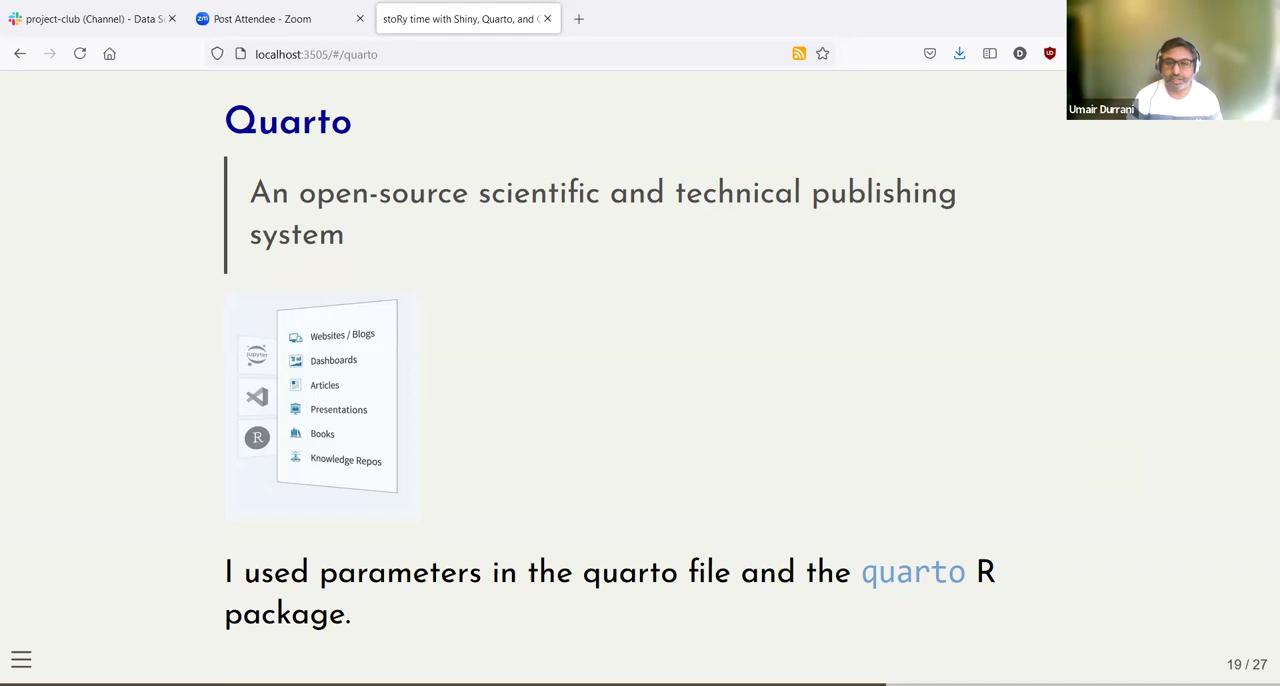 project-club (Channel) - Data S
Post Attendee - Zoom
stoRy time with Shiny, Quarto, and
localhost:3505/#/quarto
Umair Durrani
Quarto
An open-source scientific and technical publishing
system
Websites / Blogs
Dashboards
Articles
Presentations
Books
Knowledge Repos
jupyter
R
I used parameters in the quarto file and the quarto R
package.
19 / 27